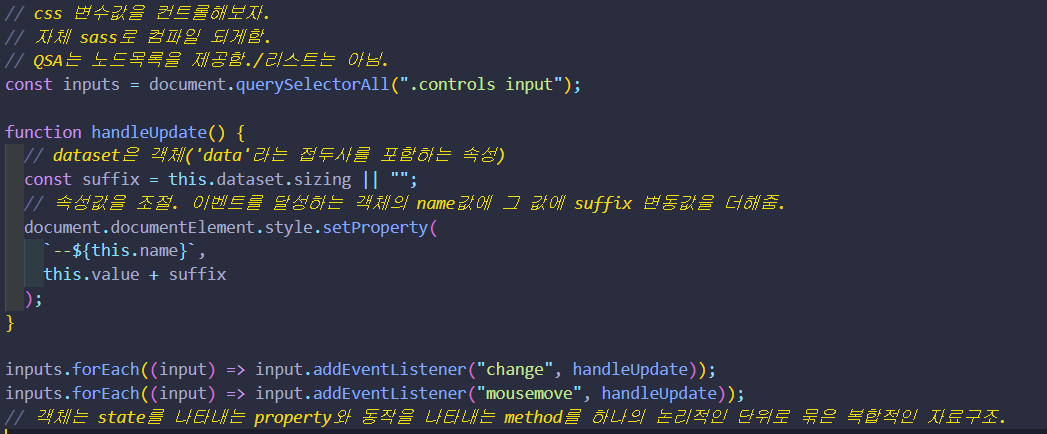 // css 변수값을 컨트롤해보자.
// 자체 sass로 컴파일 되게함.
// QSA는 노드목록을 제공함./리스트는 아님.
const inputs = document.querySelectorAll(".controls input");
function handleUpdate() {
// dataset은 객체('data'라는 접두사를 포함하는 속성)
const suffix = this.dataset.sizing || "";
// 속성값을 조절. 이벤트를 달성하는 객체의 name값에 그 값에 suffix 변동값을 더해줌.
document.documentElement.style.setProperty(
`--${this.name}`,
this.value + suffix
);
}
inputs.forEach((input) => input.addEventListener("change", handleUpdate));
inputs.forEach((input) => input.addEventListener("mousemove", handleUpdate));
// 객체는 state를 나타내는 property와 동작을 나타내는 method를 하나의 논리적인 단위로 묶은 복합적인 자료구조.